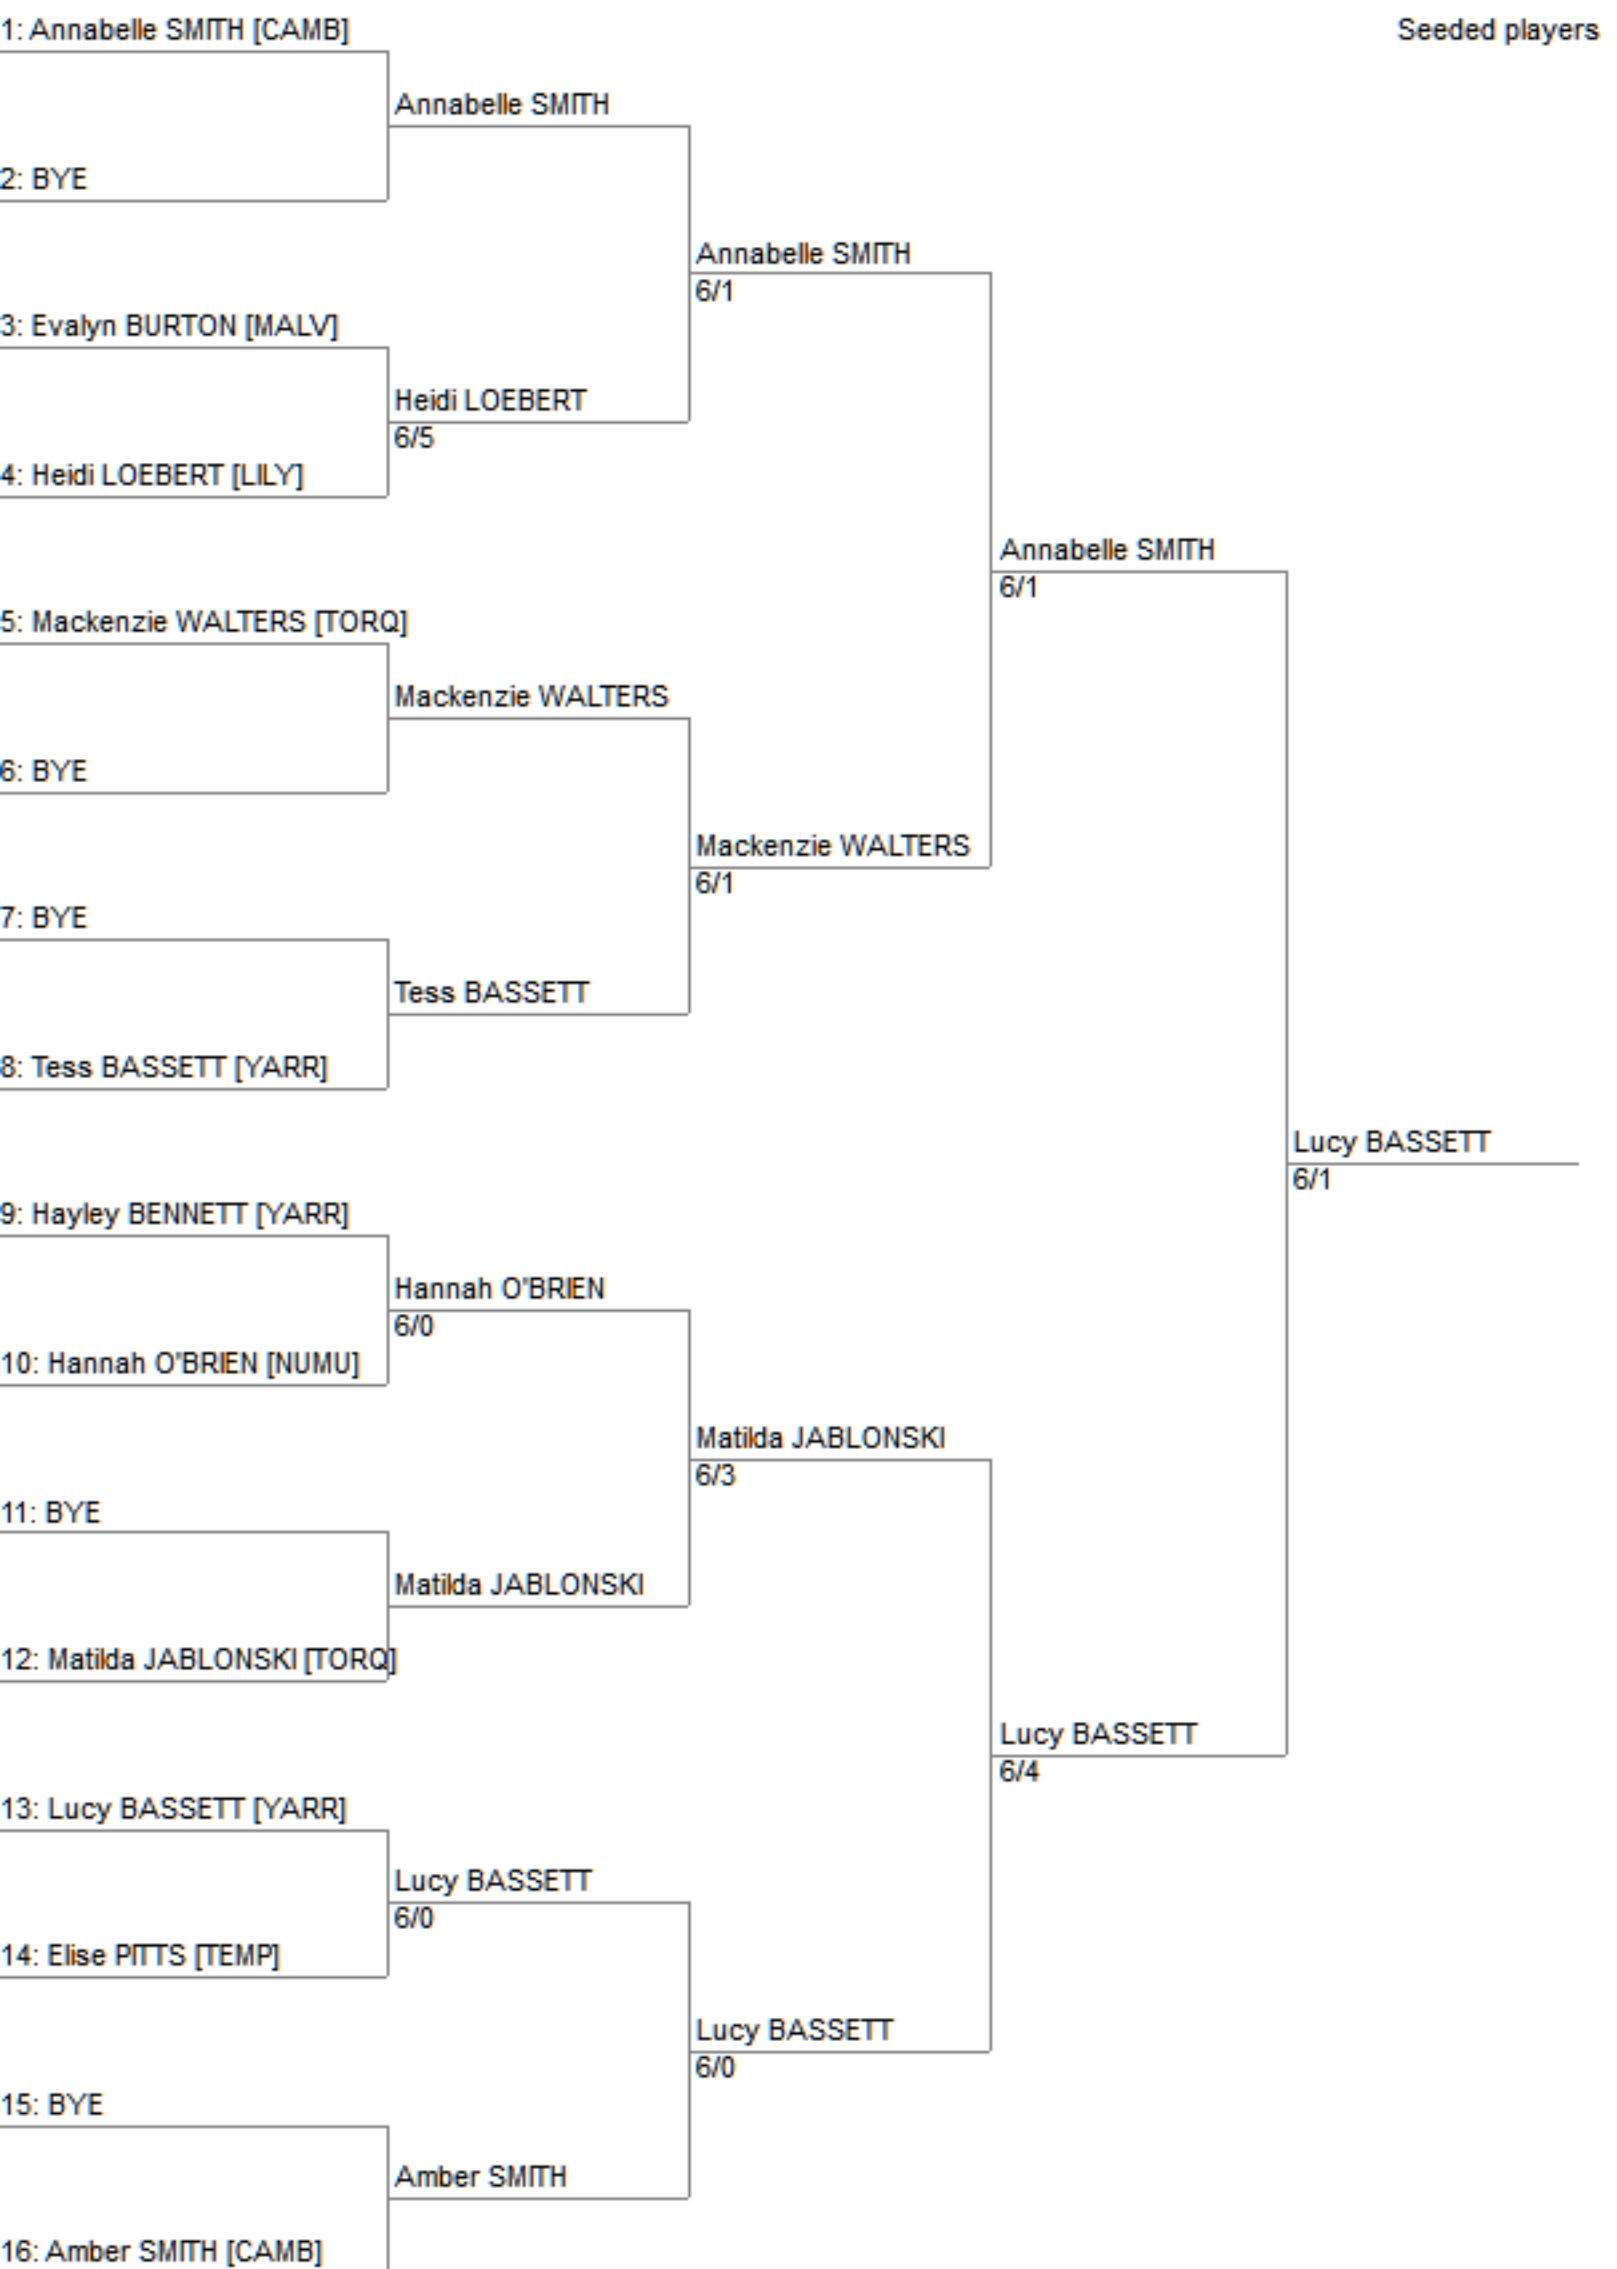 1: Annabelle SMITH [CAMB]
Seeded players
Annabelle SMITH
2: BYE
Annabelle SMITH
6/1
3: Evalyn BURTON [MALV]
Heidi LOEBERT
6/5
4: Heidi LOEBERT [LILY]
Annabelle SMITH
6/1
5: Mackenzie WALTERS [TORQ]
Mackenzie WALTERS
6: BYE
Mackenzie WALTERS
6/1
7: BYE
Tess BASSETT
8: Tess BASSETT [YARR]
Lucy BASSETT
6/1
9: Hayley BENNETT [YARR]
Hannah O'BRIEN
6/0
10: Hannah O'BRIEN [NUMU]
Matilda JABLONSKI
6/3
11: BYE
Matilda JABLONSKI
12: Matilda JABLONSKI [TORQ]
Lucy BASSETT
6/4
13: Lucy BASSETT [YARR]
Lucy BASSETT
6/0
14: Elise PITTS [TEMP]
Lucy BASSETT
6/0
15: BYE
Amber SMITH
16: Amber SMITH [CAMB]